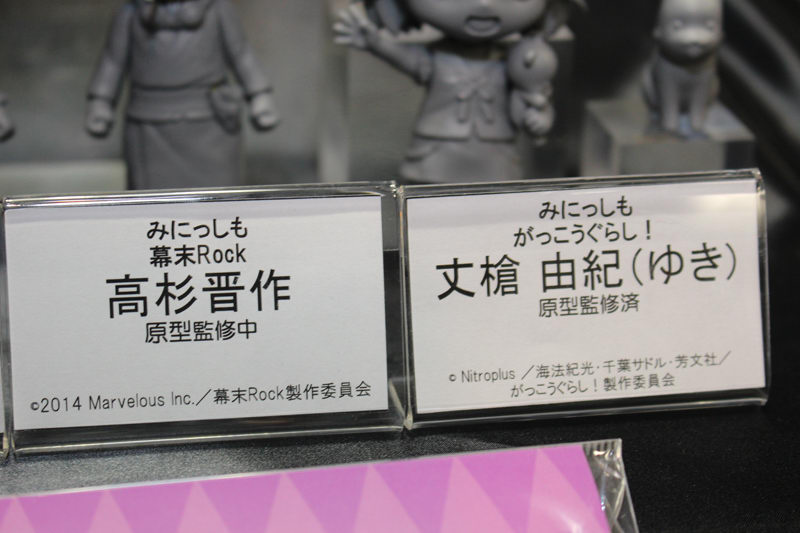 みにっしも
幕末Rock
高杉晋作
原型監修中
©2014 Marvelous Inc.／幕末Rock製作委員会
みにっしも
がっこうぐらし！
丈槍 由紀(ゆき)
原型監修済
© Nitroplus ／海法紀光・千葉サドル・芳文社／
がっこうぐらし！製作委員会